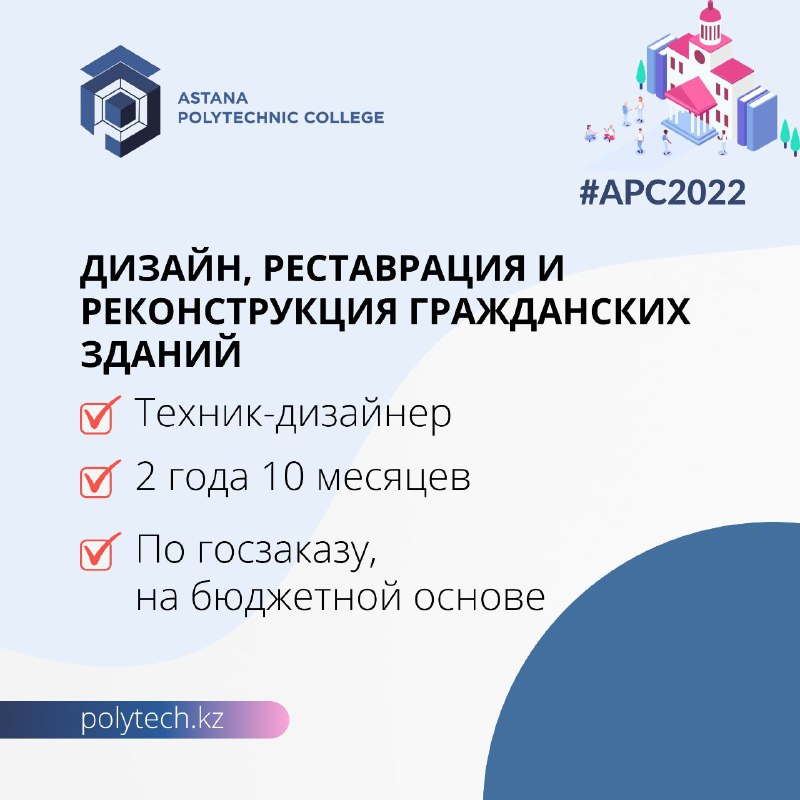 ASTANA
POLYTECHNIC COLLEGE
#APC2022
ДИЗАЙН, РЕСТАВРАЦИЯ И
РЕКОНСТРУКЦИЯ ГРАЖДАНСКИХ
ЗДАНИЙ
Техник-дизайнер
2 года 10 месяцев
По госзаказу,
на бюджетной основе
polytech.kz